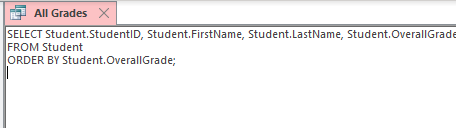 All Grades
SELECT Student.StudentID, Student.FirstName, Student.LastName, Student.OverallGrade
FROM Student
ORDER BY Student.OverallGrade;